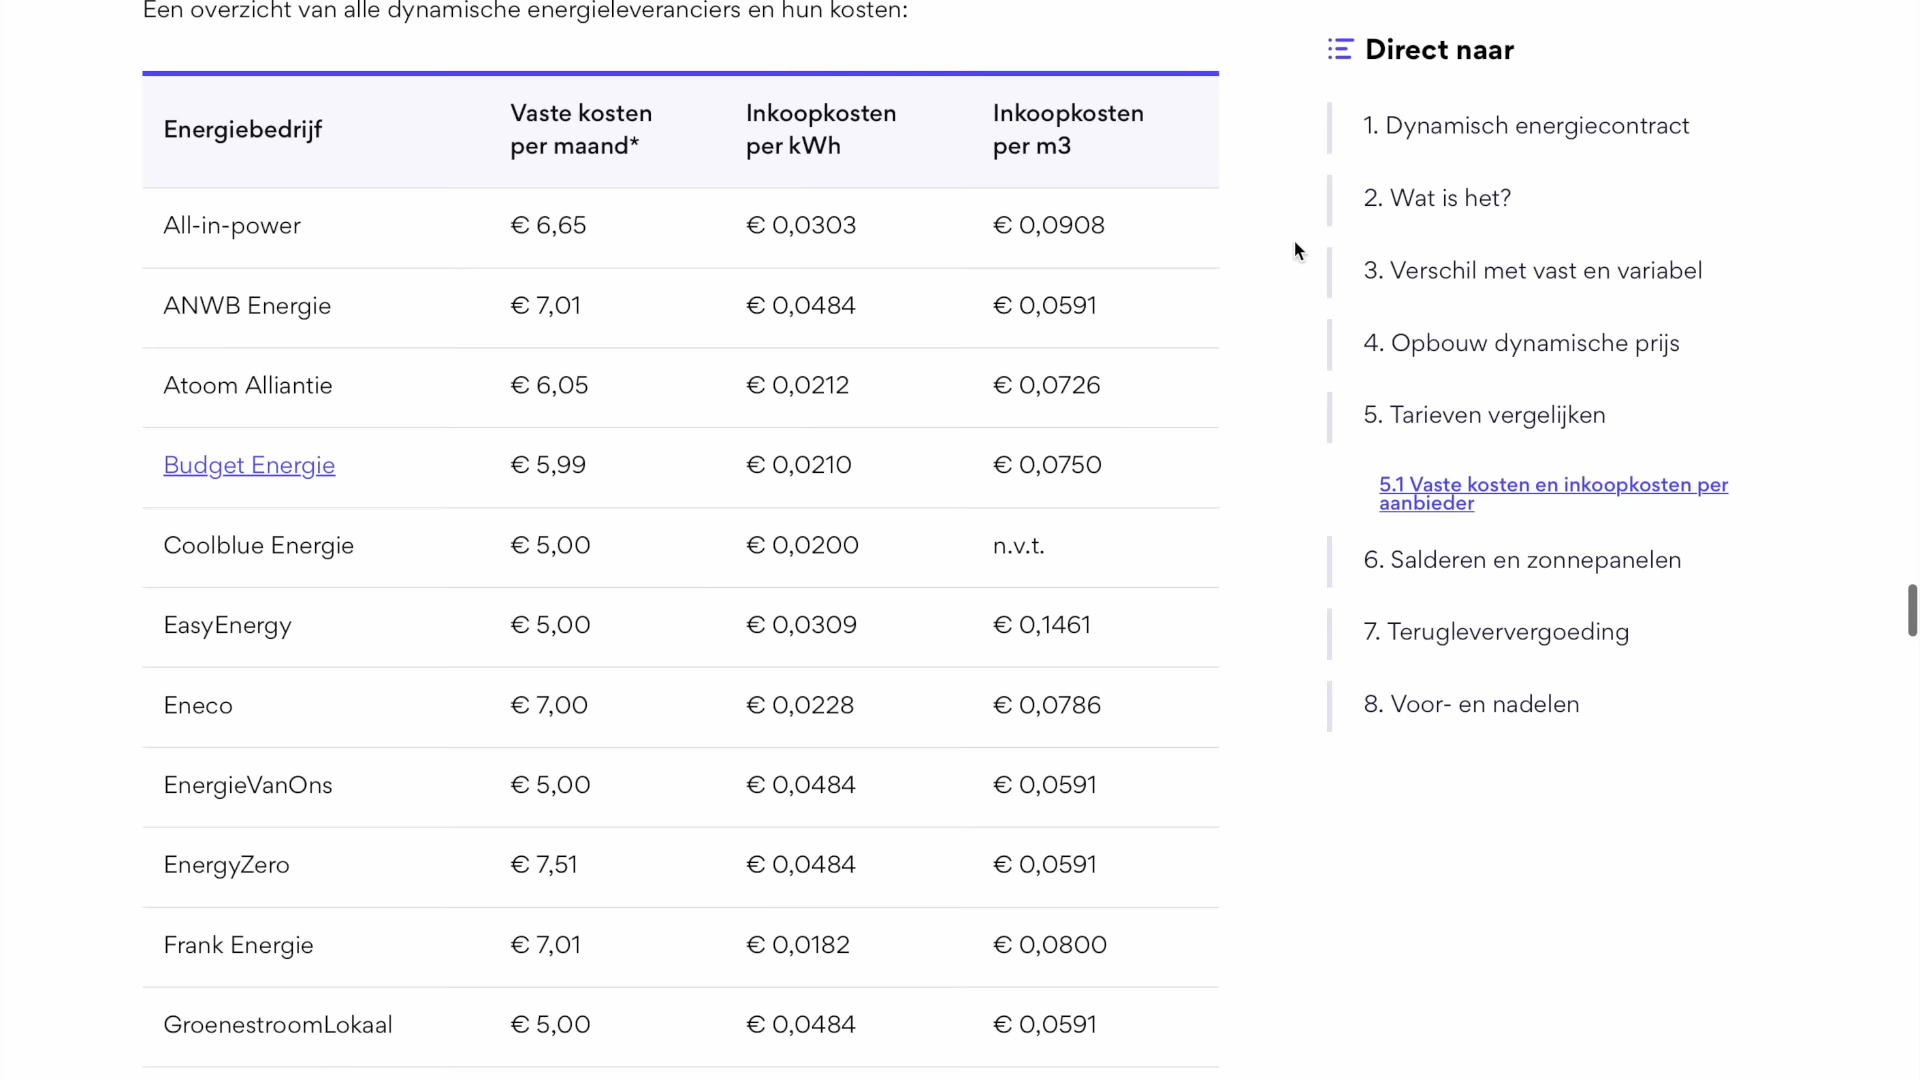 Een overzicht van alle dynamische energieleveranciers en hun kosten:
Energiebedrijf
Vaste kosten
per maand*
Inkoopkosten
per kWh
Inkoopkosten
per m3
All-in-power € 6,65 € 0,0303 € 0,0908
ANWB Energie € 7,01 € 0,0484 € 0,0591
Atoom Alliantie € 6,05 € 0,0212 € 0,0726
Budget Energie € 5,99 € 0,0210 € 0,0750
Coolblue Energie € 5,00 € 0,0200 n.v.t.
EasyEnergy € 5,00 € 0,0309 € 0,1461
Eneco € 7,00 € 0,0228 € 0,0786
EnergieVanOns € 5,00 € 0,0484 € 0,0591
EnergyZero € 7,51 € 0,0484 € 0,0591
Frank Energie € 7,01 € 0,0182 € 0,0800
GroenestroomLokaal € 5,00 € 0,0484 € 0,0591
Direct naar
1. Dynamisch energiecontract
2. Wat is het?
3. Verschil met vast en variabel
4. Opbouw dynamische prijs
5. Tarieven vergelijken
5.1 Vaste kosten en inkoopkosten per
aanbieder
6. Salderen en zonnepanelen
7. Terugleververgoeding
8. Voor- en nadelen